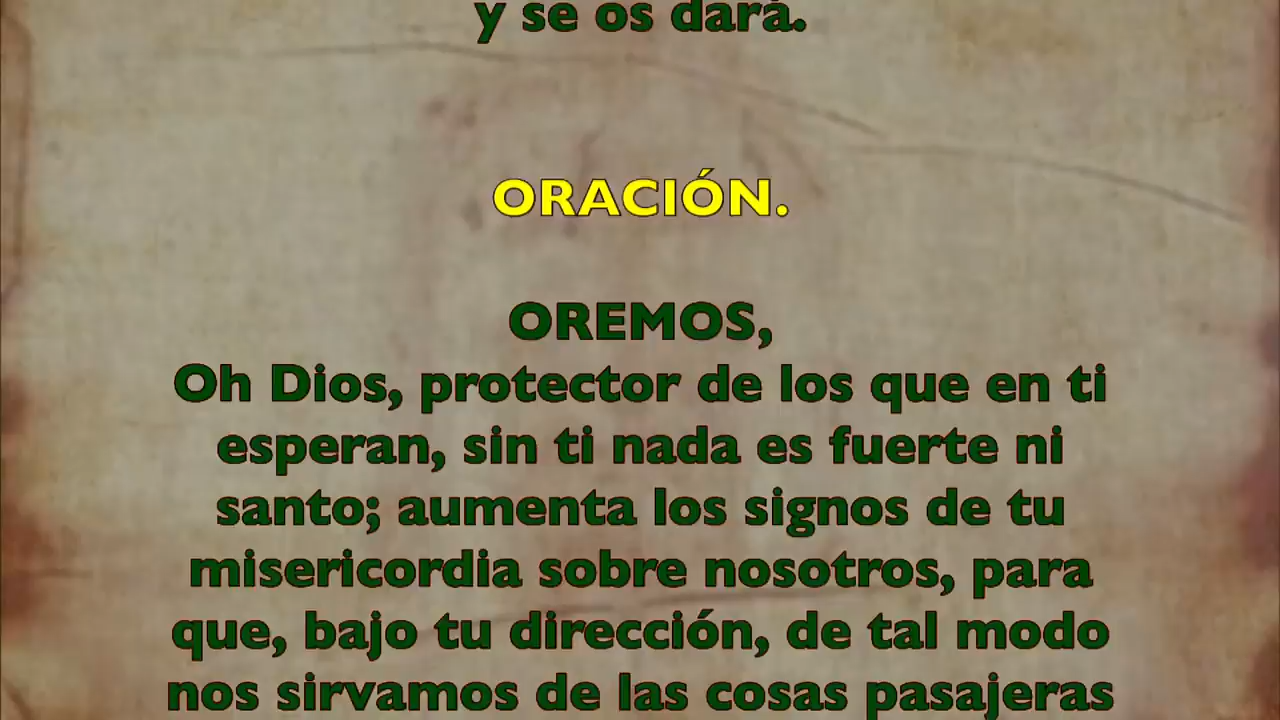 y se os dará.
ORACIÓN.
OREMOS,
Oh Dios, protector de los que en ti
esperan, sin ti nada es fuerte ni
santo; aumenta los signos de tu
misericordia sobre nosotros, para
que, bajo tu dirección, de tal modo
nos sirvamos de las cosas pasajeras